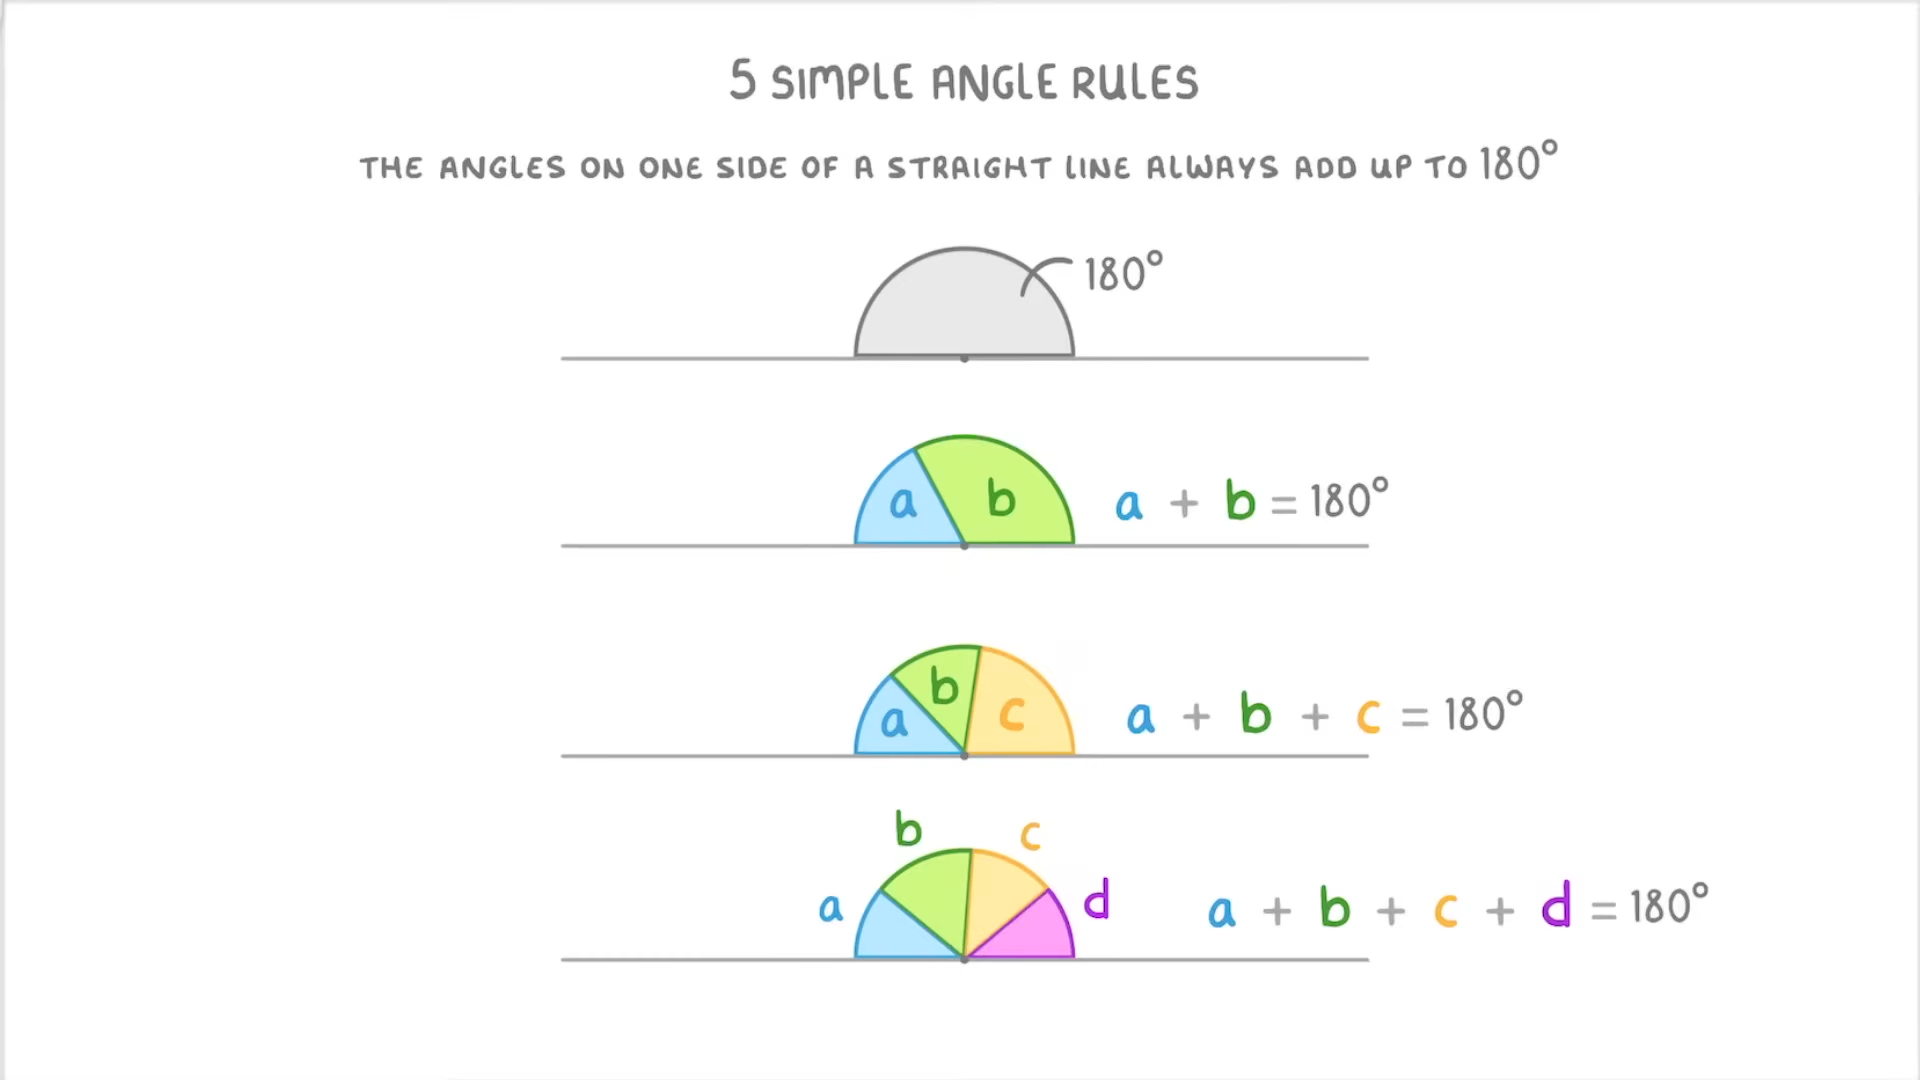 5 SIMPLE ANGLE RULES
THE ANGLES ON ONE SIDE OF A STRAIGHT LINE ALWAYS ADD UP TO 180°
180°
a b a + b = 180°
a b c a + b + c = 180°
a b c d a + b + c + d = 180°